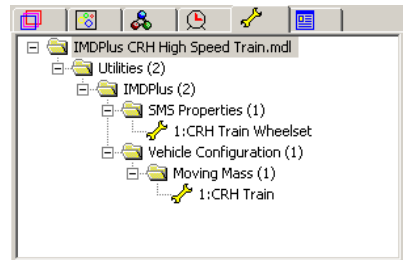 IMDPlus CRH High Speed Train.mdl
Utilities (2)
IMDPlus (2)
SMS Properties (1)
1:CRH Train Wheelset
Vehicle Configuration (1)
Moving Mass (1)
1:CRH Train